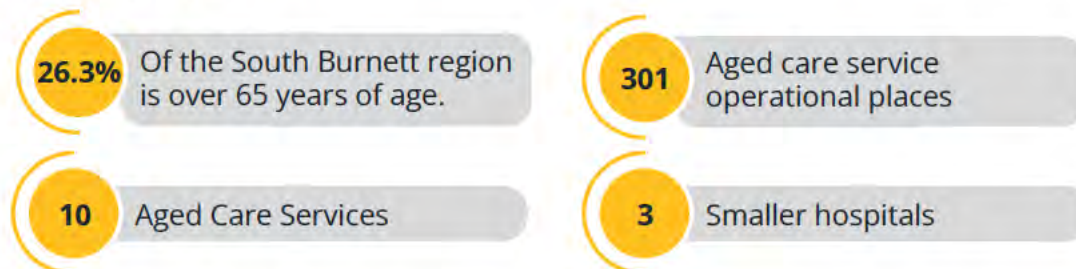 26.3%
Of the South Burnett region
is over 65 years of age.
301
Aged care service
operational places
10
Aged Care Services
3
Smaller hospitals